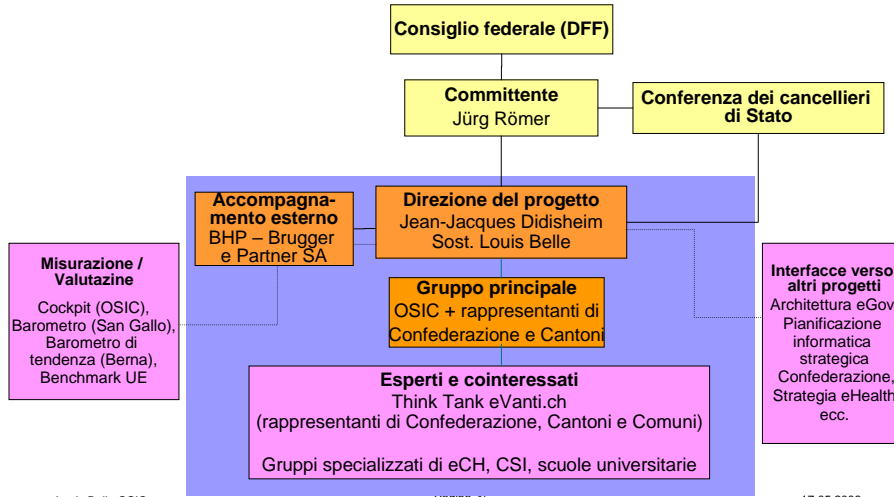 Consiglio federale (DFF)
Committente
Jürg Römer
Conferenza dei cancellieri
di Stato
Accompagna-
mento esterno
BHP – Brugger
e Partner SA
Direzione del progetto
Jean-Jacques Didisheim
Sost. Louis Belle
Misurazione /
Valutazine
Cockpit (OSIC),
Barometro (San Gallo),
Barometro di
tendenza (Berna),
Benchmark UE
Gruppo principale
OSIC + rappresentanti di
Confederazione e Cantoni
Interfacce verso
altri progetti
Architettura eGov
Pianificazione
informatica
strategica
Confederazione,
Strategia eHealth
ecc.
Esperti e cointeressati
Think Tank eVanti.ch
(rappresentanti di Confederazione, Cantoni e Comuni)
Gruppi specializzati di eCH, CSI, scuole universitarie